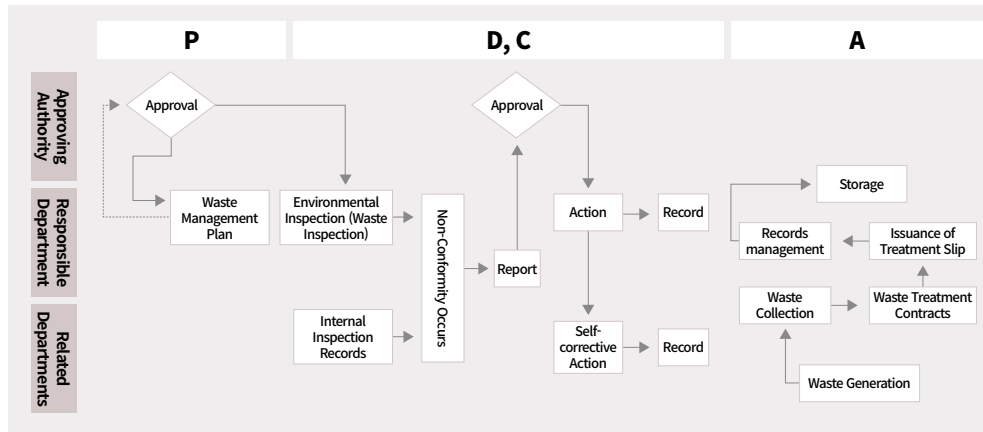 P
D, C
A
Approving
Authority
Responsible
Department
Related
Departments
Approval
Waste
Management
Plan
Environmental
Inspection (Waste
Inspection)
Internal
Inspection
Records
Non-Conformity Occurs
Report
Approval
Action
Record
Self-
corrective
Action
Record
Storage
Records
management
Issuance of
Treatment Slip
Waste
Collection
Waste Treatment
Contracts
Waste Generation